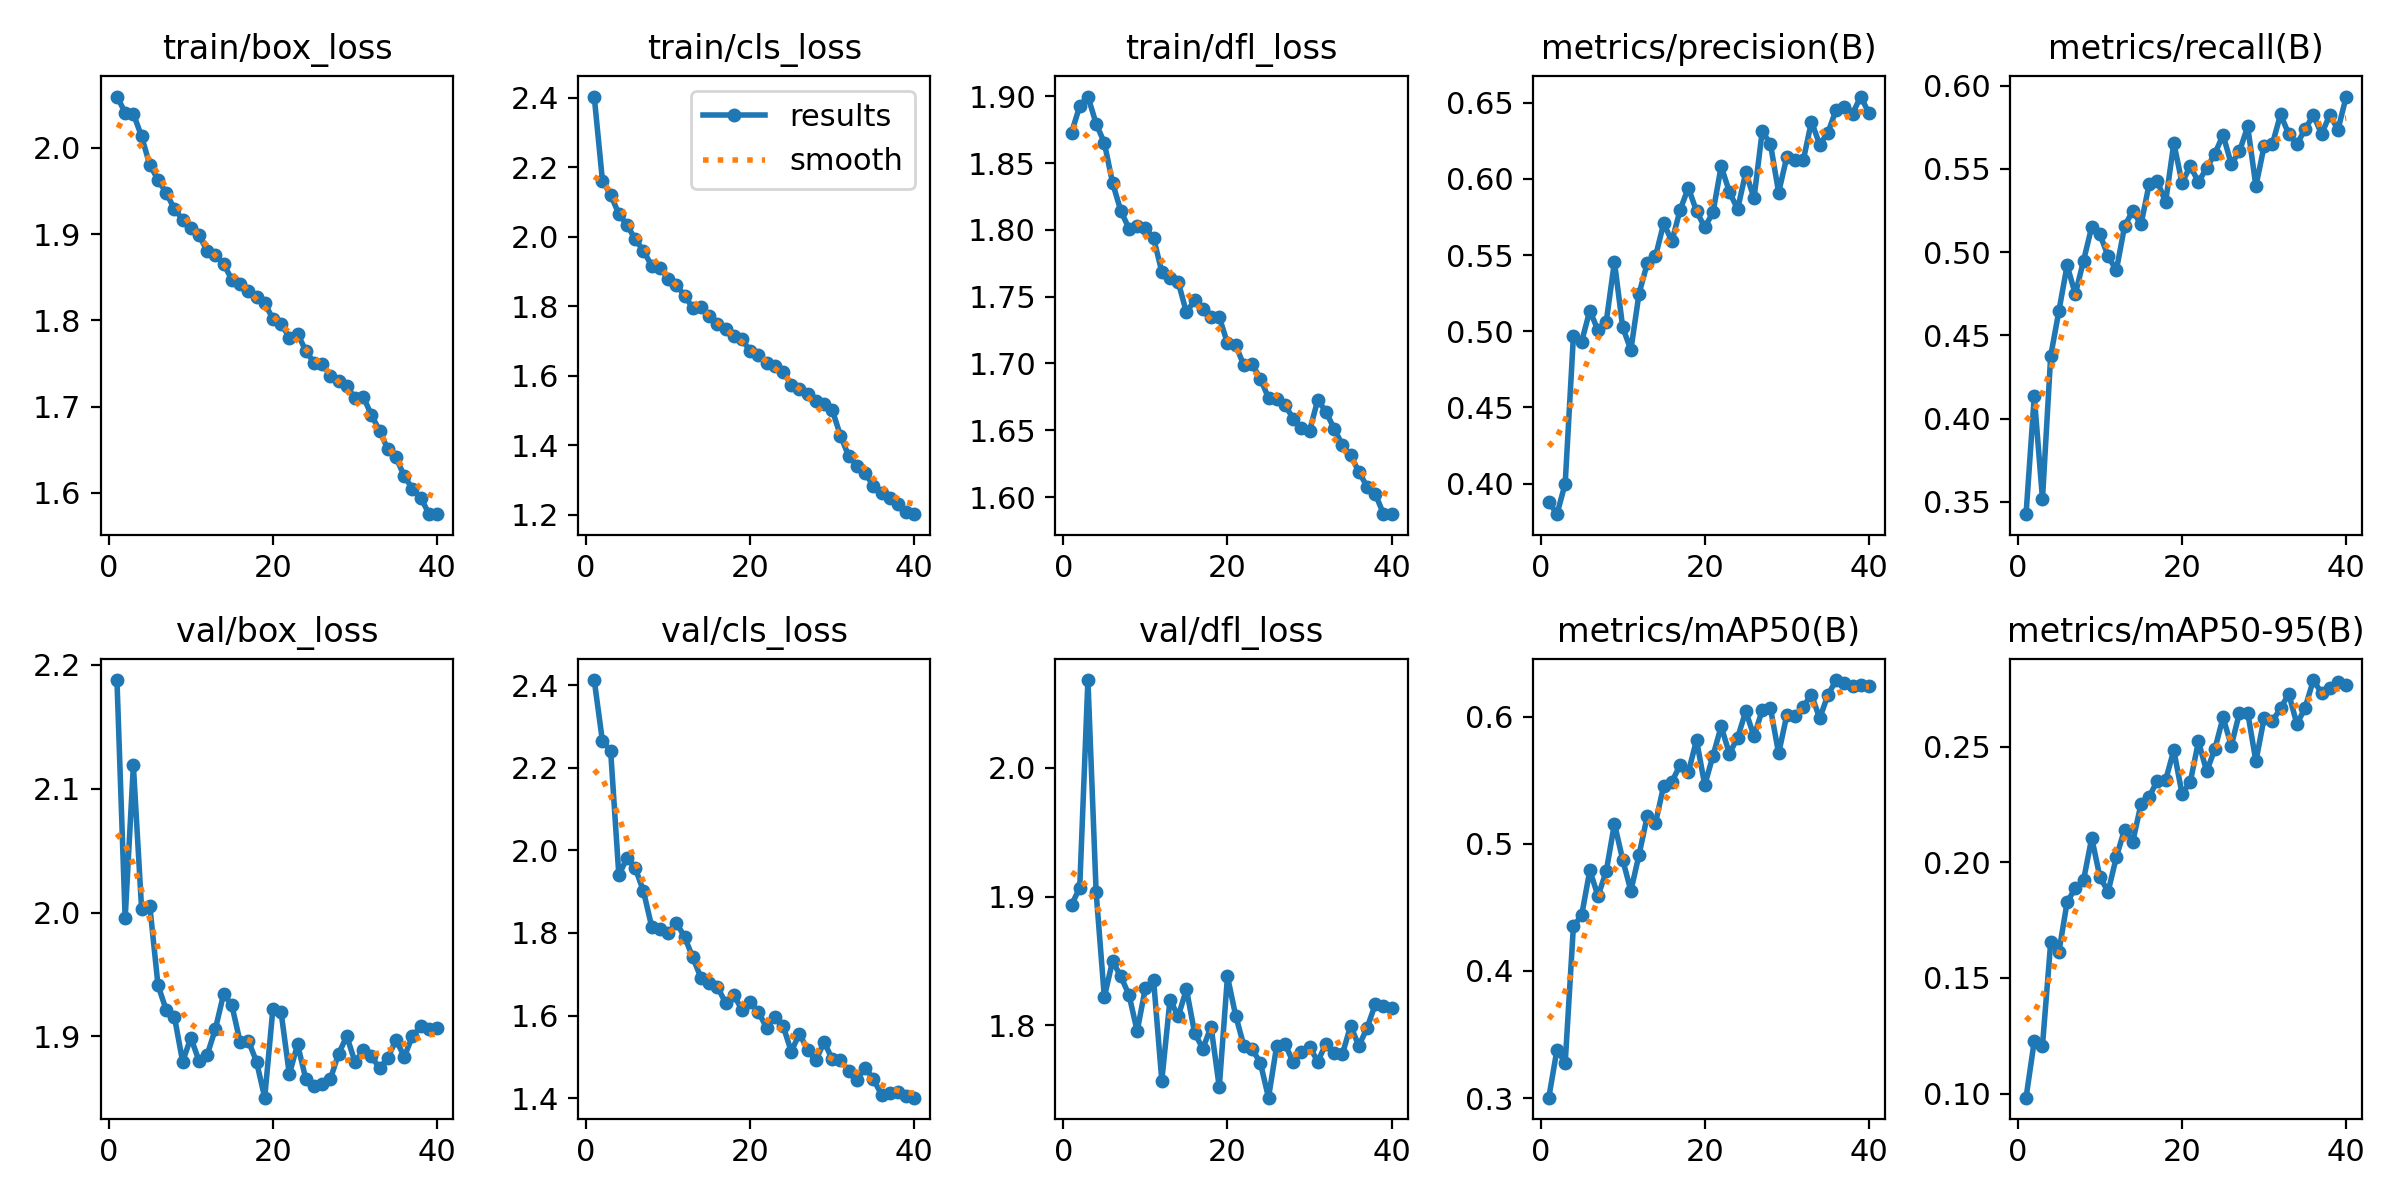 train/box_loss
2.0
1.9
1.8
1.7
1.6
0 20 40
train/cls_loss
results
smooth
2.4
2.2
2.0
1.8
1.6
1.4
1.2
0 20 40
train/dfl_loss
1.90
1.85
1.80
1.75
1.70
1.65
1.60
0 20 40
metrics/precision(B)
0.65
0.60
0.55
0.50
0.45
0.40
0 20 40
metrics/recall(B)
0.60
0.55
0.50
0.45
0.40
0.35
0 20 40
val/box_loss
2.2
2.1
2.0
1.9
0 20 40
val/cls_loss
2.4
2.2
2.0
1.8
1.6
1.4
0 20 40
val/dfl_loss
2.0
1.9
1.8
0 20 40
metrics/mAP50(B)
0.6
0.5
0.4
0.3
0 20 40
metrics/mAP50-95(B)
0.25
0.20
0.15
0.10
0 20 40